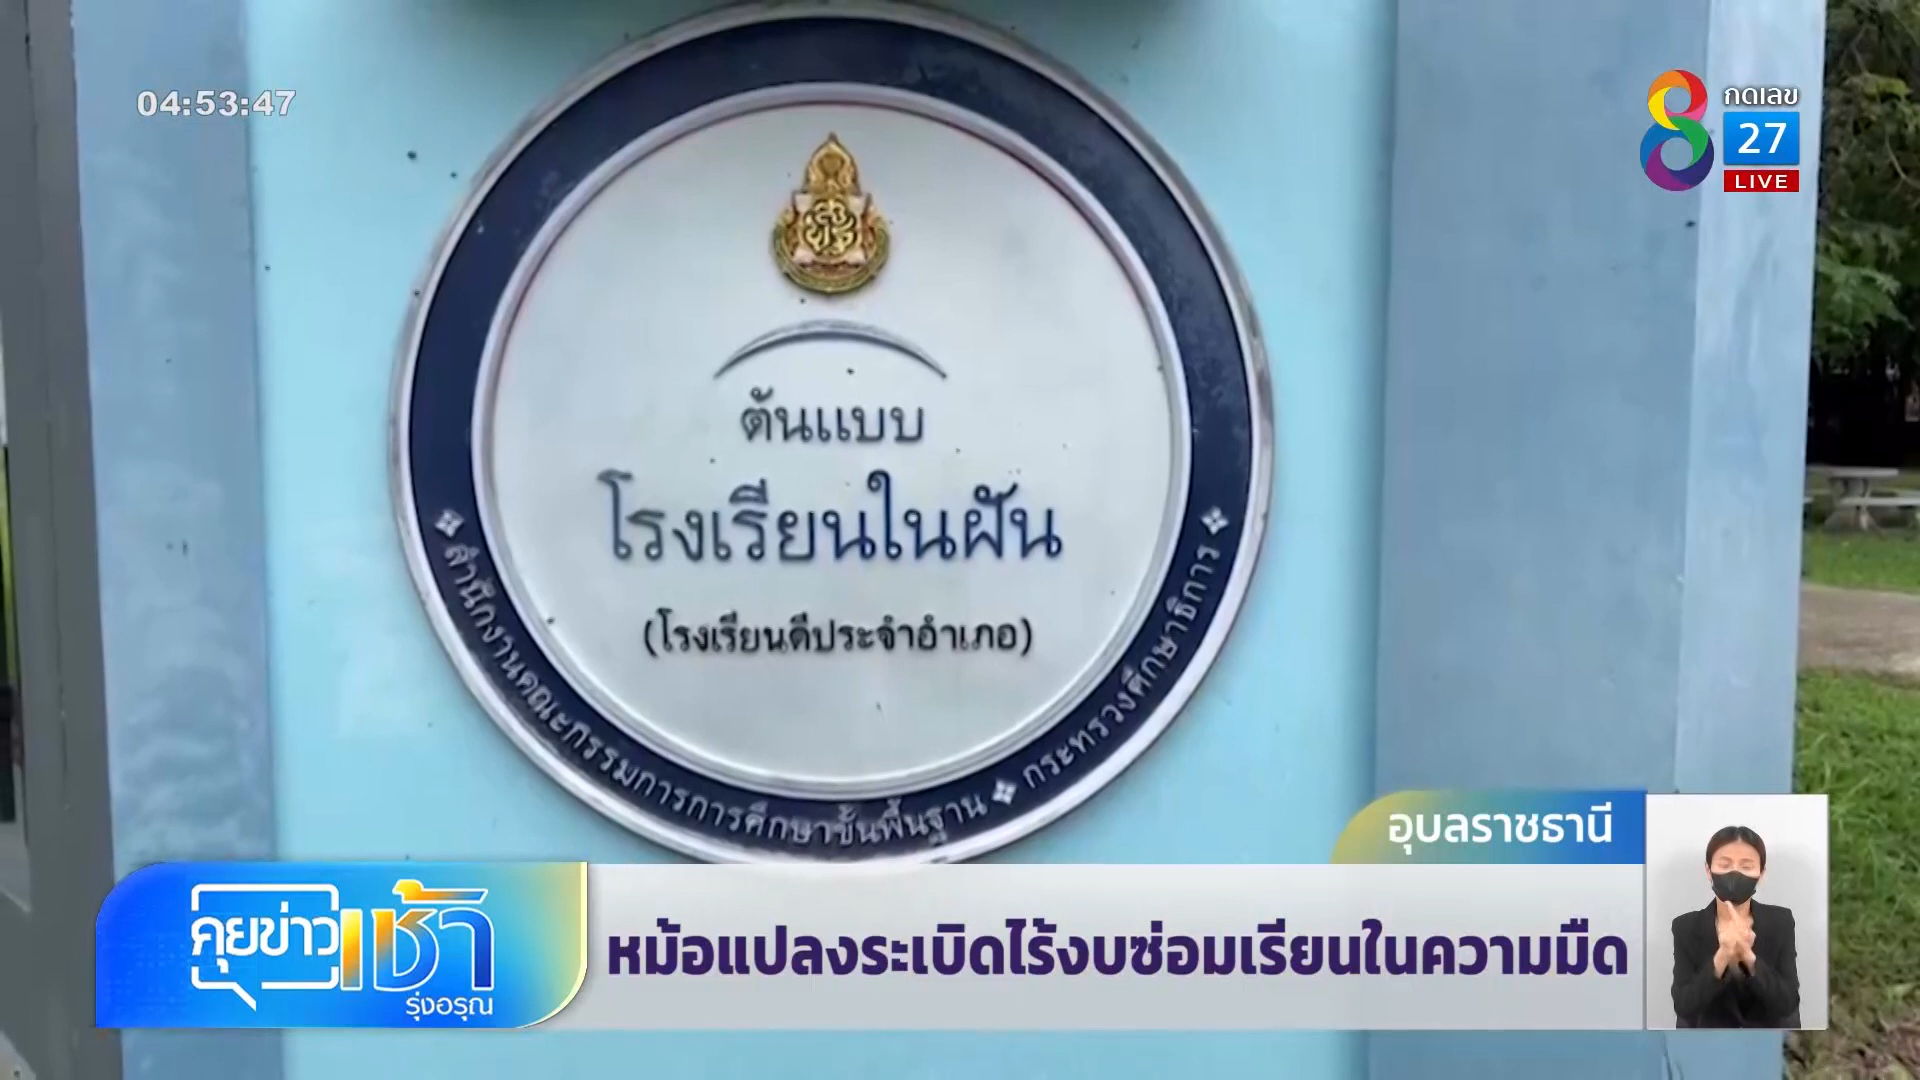 04:53:47
กดเลข
8
27
LIVE
ต้นแบบ
โรงเรียนในฝัน
(โรงเรียนดีประจำอำเภอ)
สำนักงานคณะกรรมการการศึกษาขั้นพื้นฐาน กระทรวงศึกษาธิการ
อุบลราชธานี
คุยข่าวเช้า
รุ่งอรุณ
หม้อแปลงระเบิดไร้งบซ่อมเรียนในความมืด